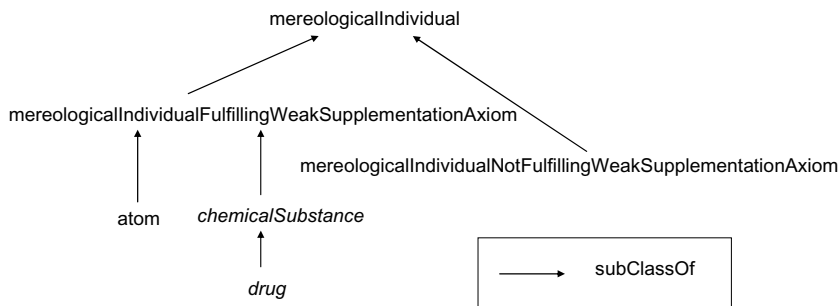 mereologicalIndividual
mereologicalIndividualFulfillingWeakSupplementationAxiom
mereologicalIndividualNotFulfillingWeakSupplementationAxiom
atom
chemicalSubstance
subClassOf
drug